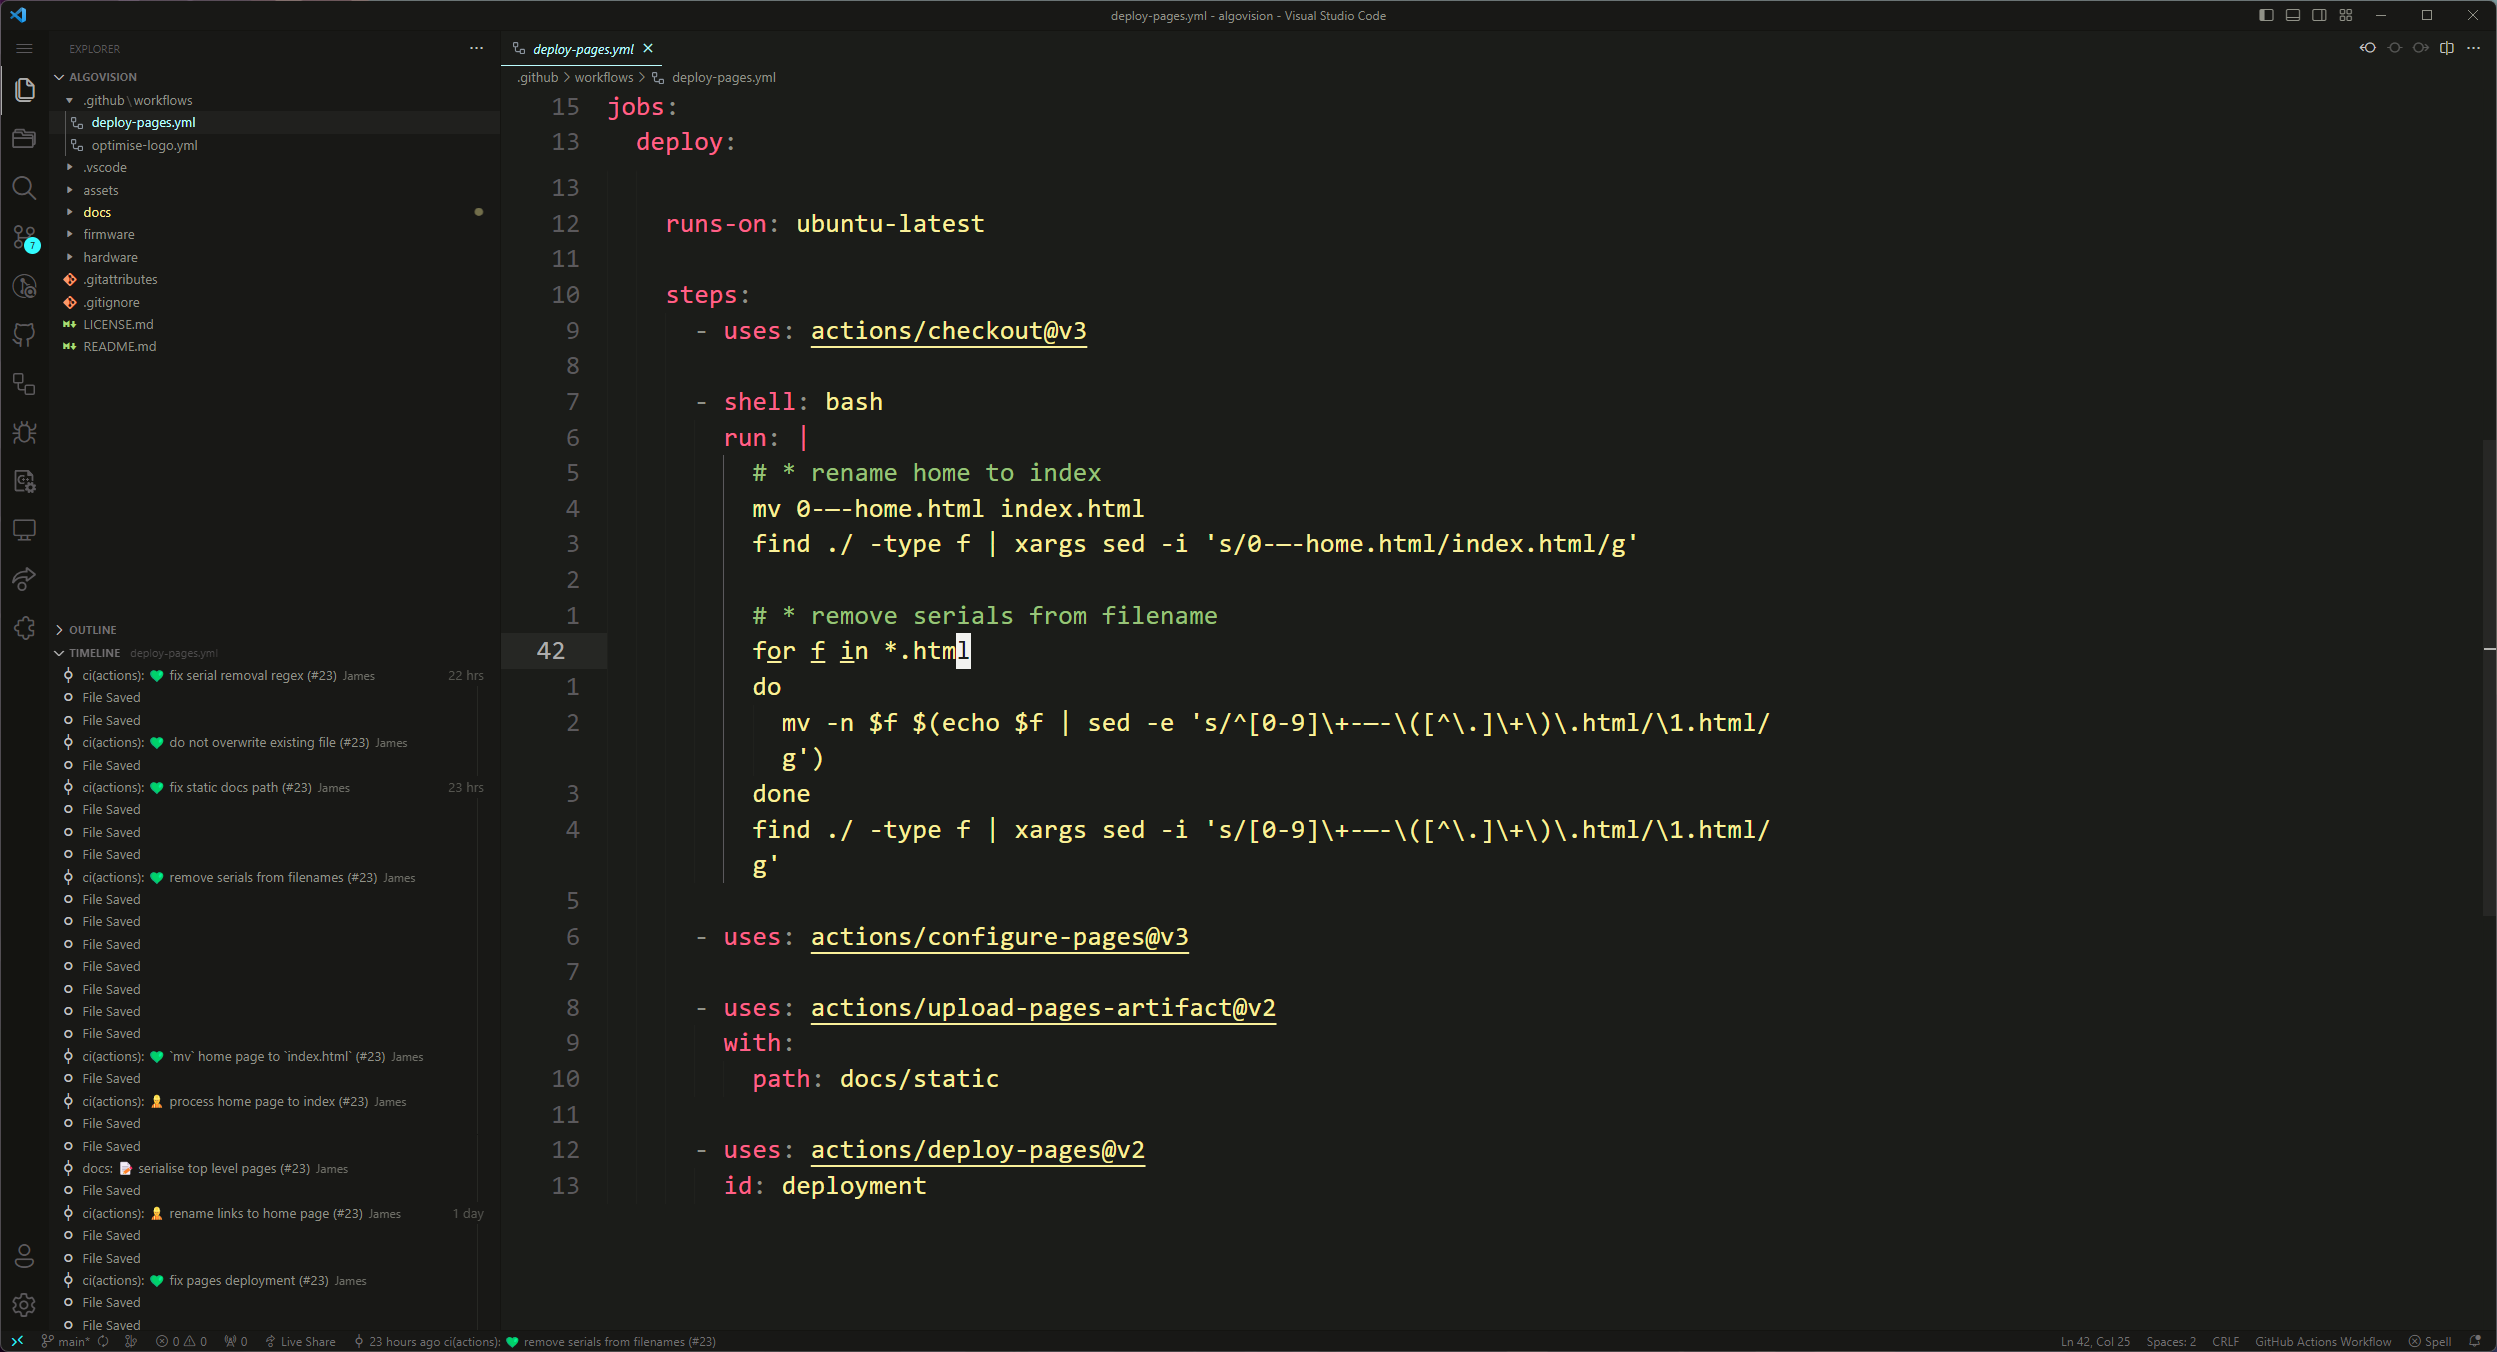 deploy-pages.yml - algovision - Visual Studio Code
EXPLORER
ALGOVISION
.github\workflows
deploy-pages.yml
optimise-logo.yml
.vscode
assets
docs
firmware
hardware
.gitattributes
.gitignore
LICENSE.md
README.md
7
OUTLINE
TIMELINE deploy-pages.yml
ci(actions): 💚 fix serial removal regex (#23) James 22 hrs
File Saved
File Saved
ci(actions): 💚 do not overwrite existing file (#23) James
File Saved
ci(actions): 💚 fix static docs path (#23) James 23 hrs
File Saved
File Saved
File Saved
ci(actions): 💚 remove serials from filenames (#23) James
File Saved
File Saved
File Saved
File Saved
File Saved
File Saved
File Saved
ci(actions): 💚 `mv` home page to `index.html` (#23) James
File Saved
ci(actions): process home page to index (#23) James
File Saved
File Saved
docs: 📝 serialise top level pages (#23) James
File Saved
ci(actions): rename links to home page (#23) James 1 day
File Saved
File Saved
ci(actions): 💚 fix pages deployment (#23) James
File Saved
File Saved
deploy-pages.yml
.github > workflows > deploy-pages.yml
15 jobs:
13 deploy:
13
12 runs-on: ubuntu-latest
11
10 steps:
9 - uses: actions/checkout@v3
8
7 - shell: bash
6 run: |
5 # * rename home to index
4 mv 0-—-home.html index.html
3 find ./ -type f | xargs sed -i 's/0-—-home.html/index.html/g'
2
1 # * remove serials from filename
42 for f in *.html
1 do
2 mv -n $f $(echo $f | sed -e 's/^[0-9]\+-—-\([^\.]\+\)\.html/\1.html/
g')
3 done
4 find ./ -type f | xargs sed -i 's/[0-9]\+-—-\([^\.]\+\)\.html/\1.html/
g'
5
6 - uses: actions/configure-pages@v3
7
8 - uses: actions/upload-pages-artifact@v2
9 with:
10 path: docs/static
11
12 - uses: actions/deploy-pages@v2
13 id: deployment
main* 0 0 0 Live Share 23 hours ago ci(actions): 💚 remove serials from filenames (#23) Ln 42, Col 25 Spaces: 2 CRLF GitHub Actions Workflow Spell